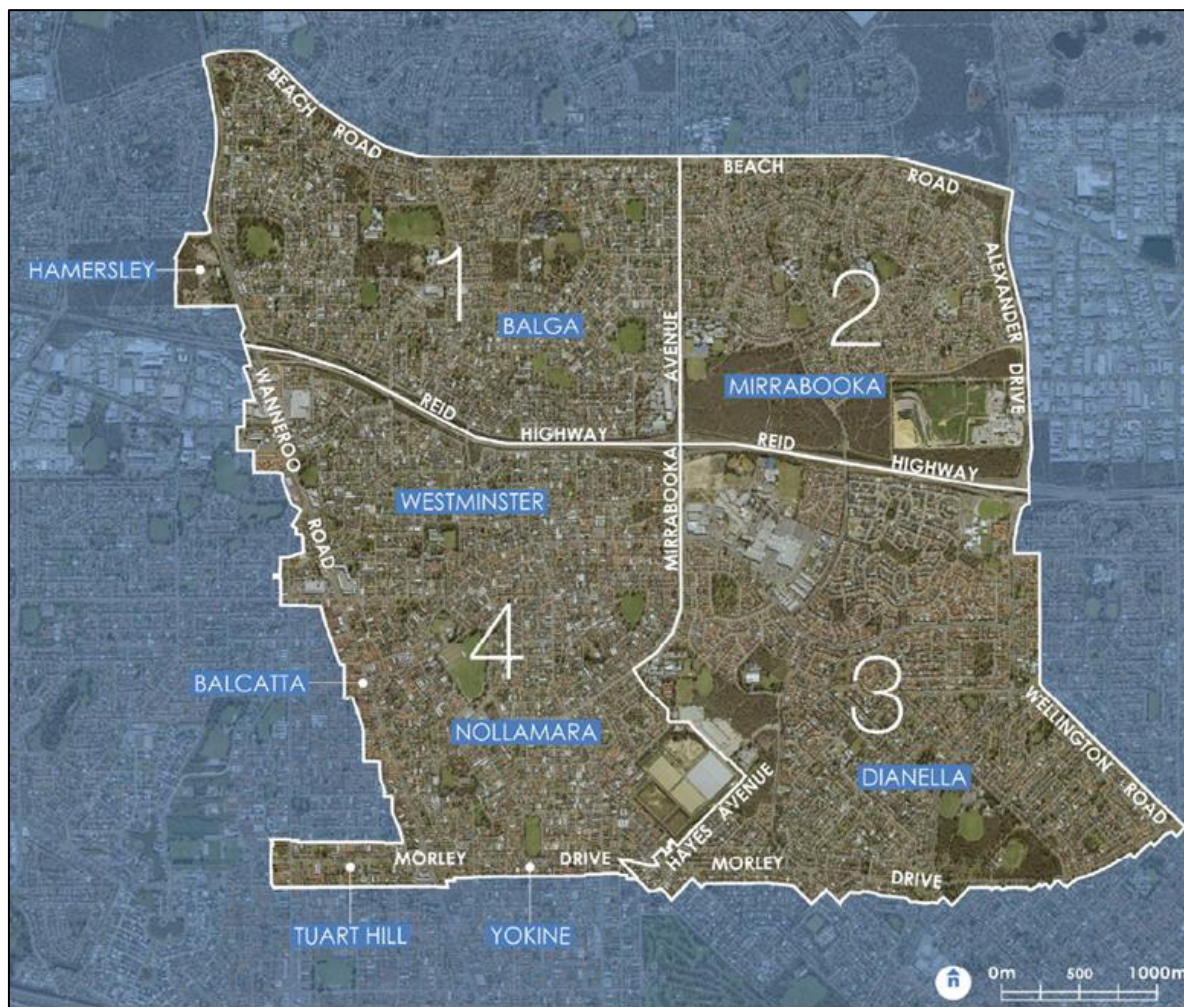 BEACH
ROAD
BEACH
ROAD
HAMERSLEY
1
2
ALEXANDER
DRIVE
BALGA
AVENUE
MIRRABOOKA
MIRRABOOKA
WANNEROO
ROAD
REID
HIGHWAY
REID
HIGHWAY
WESTMINSTER
4
BALCATTA
3
NOLLAMARA
WELLINGTON
ROAD
DIANELLA
HAYES AVENUE
MORLEY
DRIVE
MORLEY
DRIVE
TUART HILL
YOKINE
n
0m 500 1000m